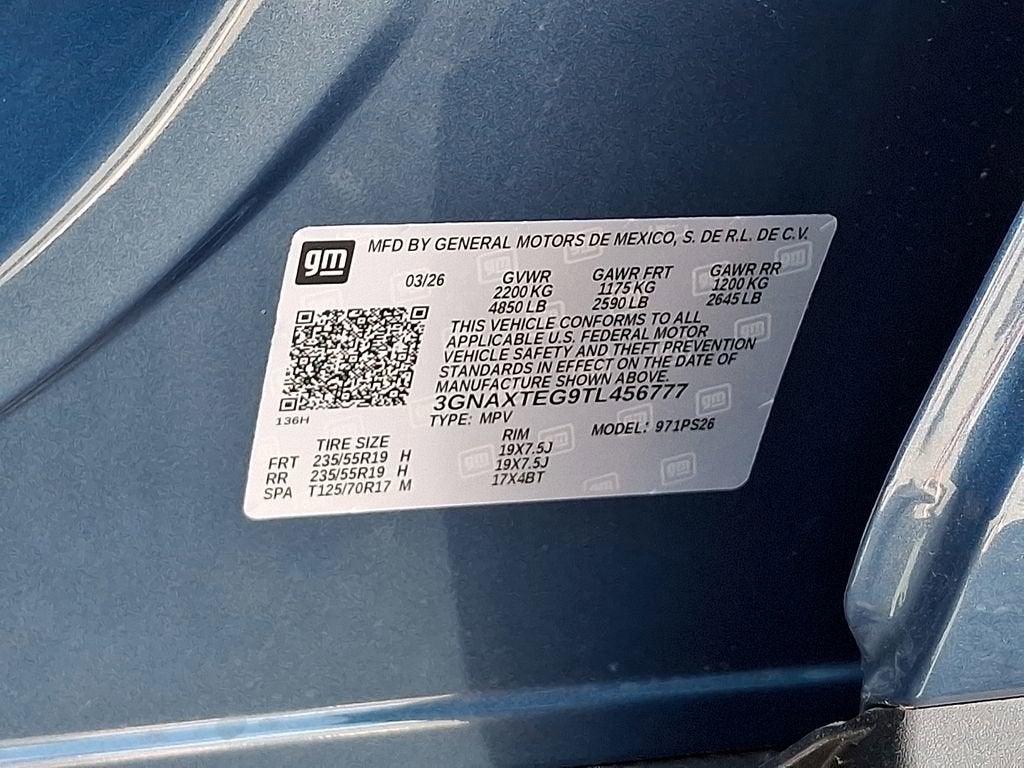 gm
MFD BY GENERAL MOTORS DE MEXICO, S. DE R.L. DE C.V.
03/26 GVWR GAWR FRT GAWR RR
2200 KG 1175 KG 1200 KG
4850 LB 2590 LB 2645 LB
THIS VEHICLE CONFORMS TO ALL
APPLICABLE U.S. FEDERAL MOTOR
VEHICLE SAFETY AND THEFT PREVENTION
STANDARDS IN EFFECT ON THE DATE OF
MANUFACTURE SHOWN ABOVE.
3GNAXTEG9TL456777
136H
TYPE: MPV MODEL: 971PS26
TIRE SIZE RIM
FRT 235/55R19 H 19X7.5J
RR 235/55R19 H 19X7.5J
SPA T125/70R17 M 17X4BT